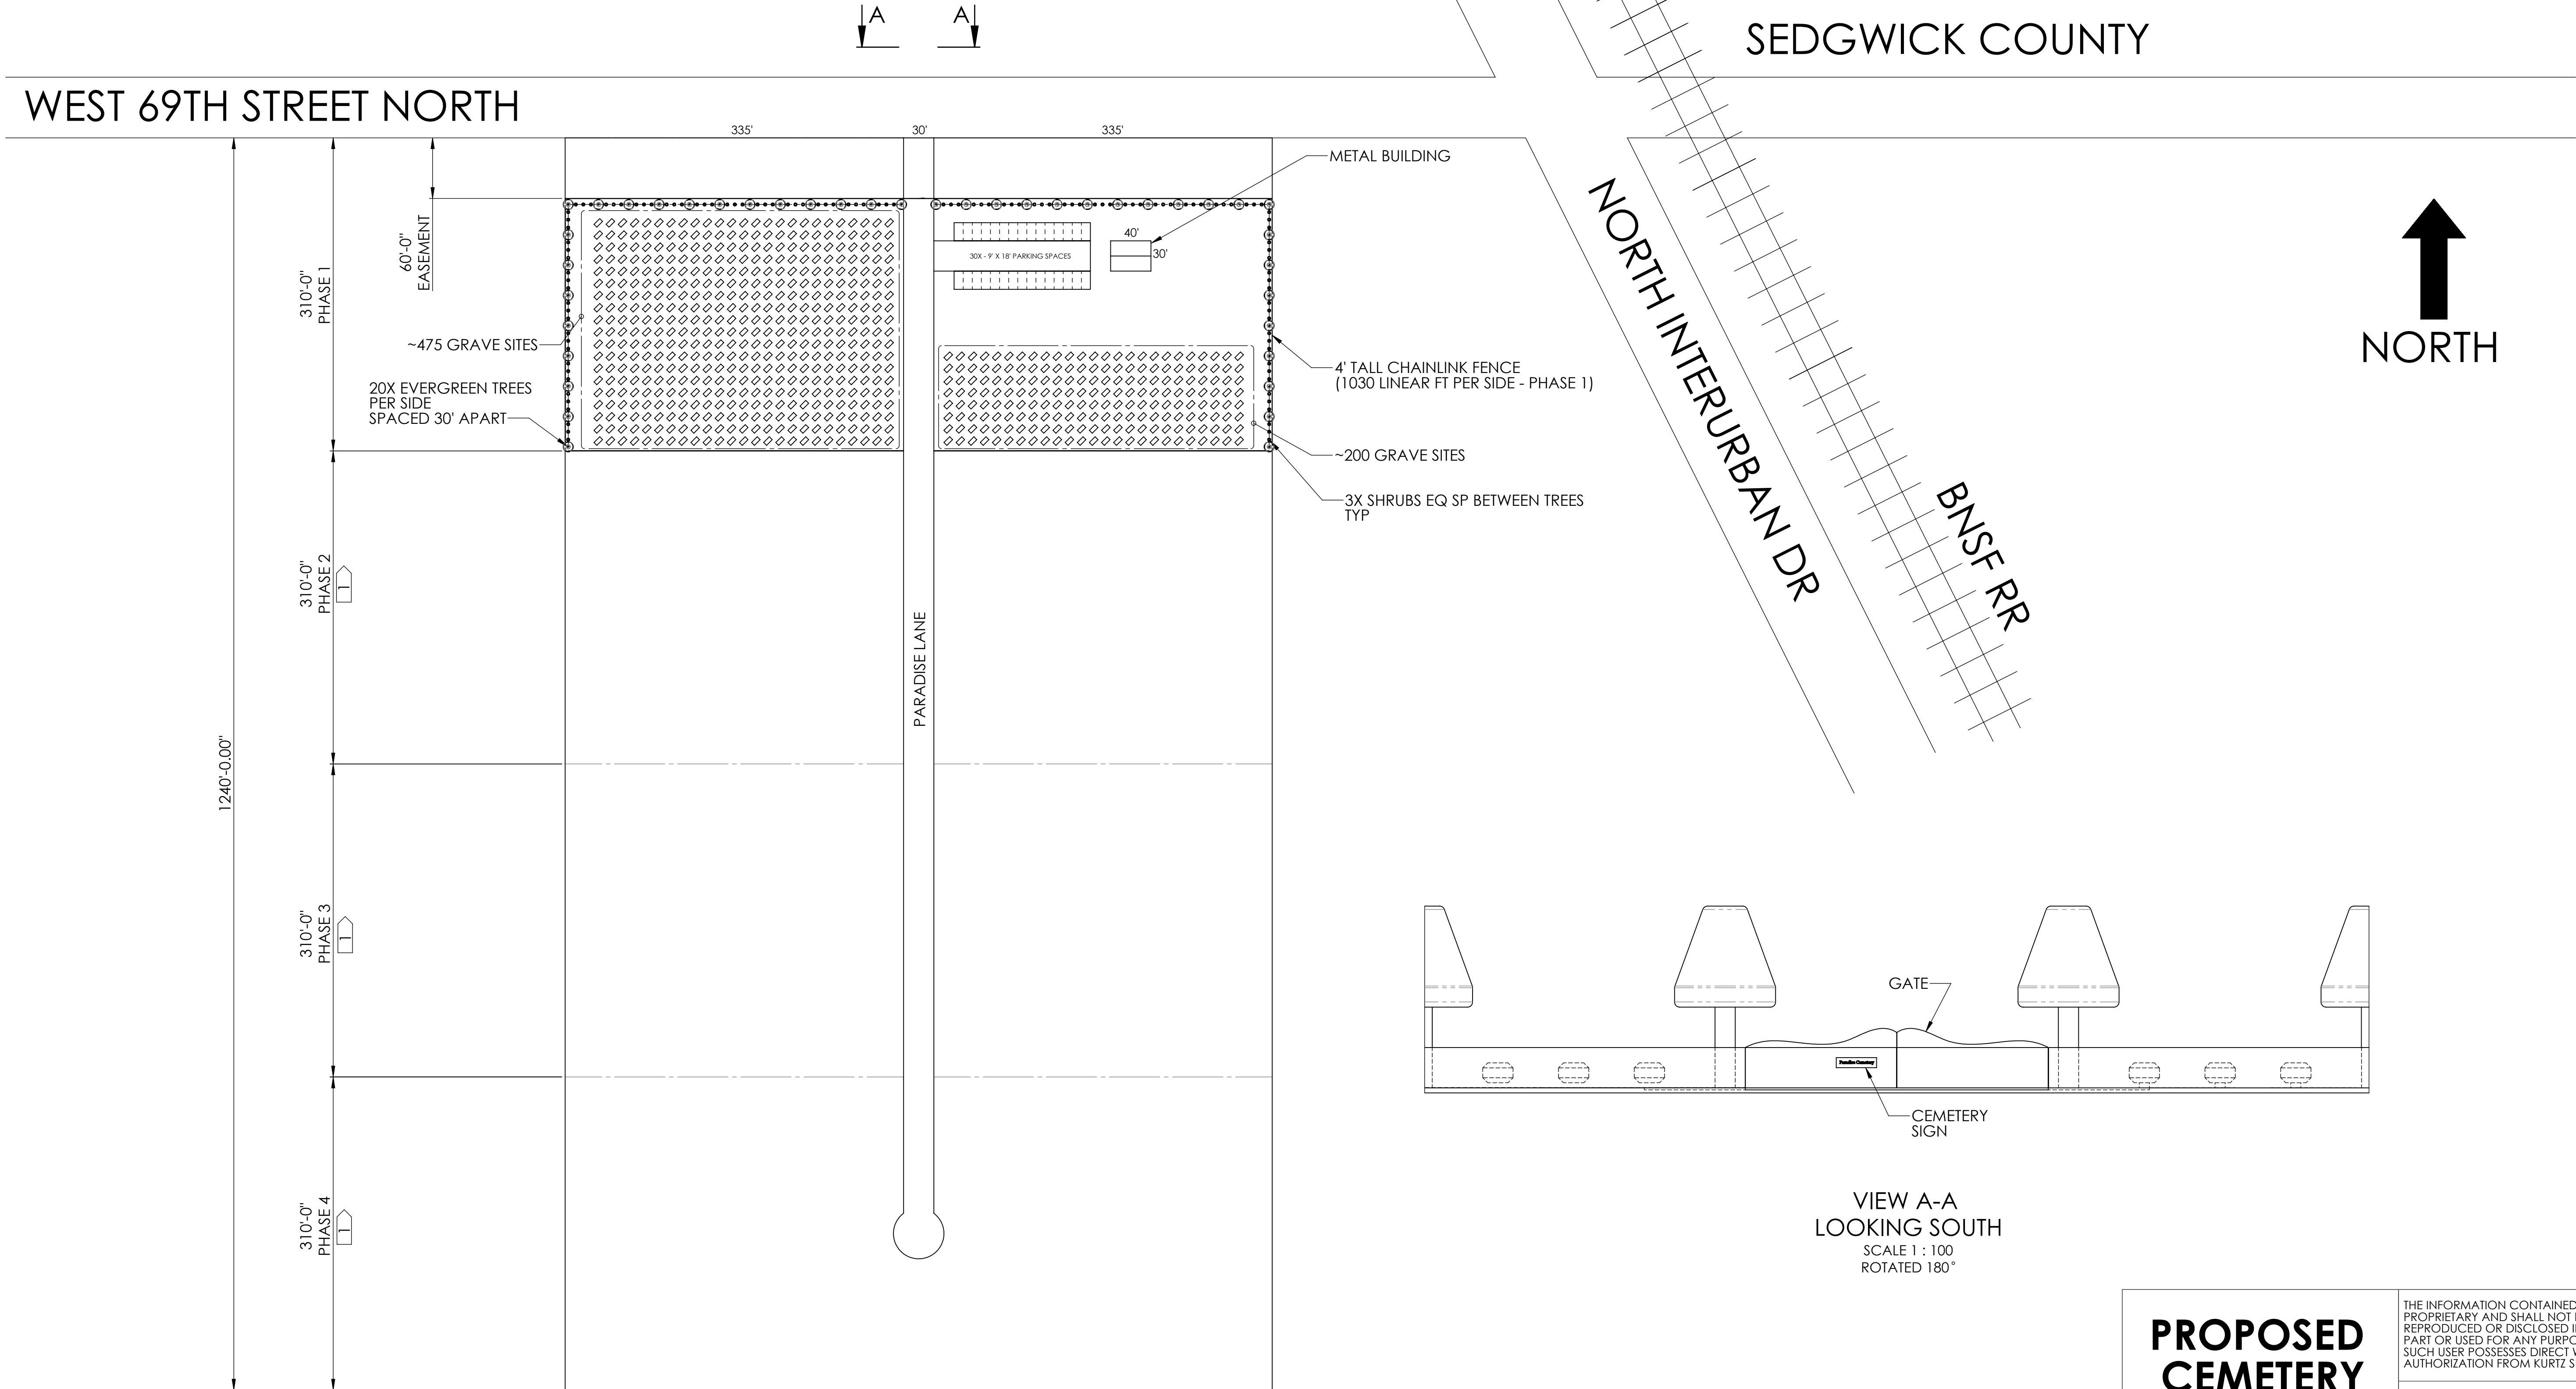 A
A
SEDGWICK COUNTY
WEST 69TH STREET NORTH
335'
30'
335'
METAL BUILDING
60'-0"
EASEMENT
310'-0"
PHASE 1
40'
30'
30X - 9' X 18' PARKING SPACES
~475 GRAVE SITES
20X EVERGREEN TREES
PER SIDE
SPACED 30' APART
4' TALL CHAINLINK FENCE
(1030 LINEAR FT PER SIDE - PHASE 1)
~200 GRAVE SITES
3X SHRUBS EQ SP BETWEEN TREES
TYP
NORTH INTERURBAN DR
BNSF RR
NORTH
310'-0"
PHASE 2
1
PARADISE LANE
1240'-0.00"
310'-0"
PHASE 3
1
310'-0"
PHASE 4
1
GATE
Paradise Cemetery
CEMETERY
SIGN
VIEW A-A
LOOKING SOUTH
SCALE 1 : 100
ROTATED 180°
PROPOSED
CEMETERY
THE INFORMATION CONTAINED
PROPRIETARY AND SHALL NOT
REPRODUCED OR DISCLOSED
PART OR USED FOR ANY
SUCH USER POSSESSES DIRECT
AUTHORIZATION FROM KURTZ